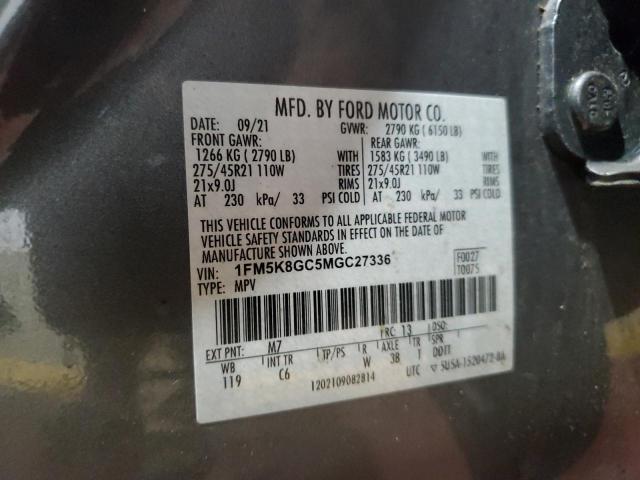 MFD. BY FORD MOTOR CO.
DATE: 09/21 GVWR: 2790 KG ( 6150 LB)
FRONT GAWR: REAR GAWR:
1266 KG ( 2790 LB) WITH 1583 KG ( 3490 LB) WITH
275/45R21 110W TIRES 275/45R21 110W TIRES
21x9.0J RIMS 21x9.0J RIMS
AT 230 kPa/ 33 PSI COLD AT 230 kPa/ 33 PSI COLD
THIS VEHICLE CONFORMS TO ALL APPLICABLE FEDERAL MOTOR
VEHICLE SAFETY STANDARDS IN EFFECT ON THE DATE OF
MANUFACTURE SHOWN ABOVE.
VIN: 1FM5K8GC5MGC27336 F0027
TYPE: MPV T0075
EXT PNT: M7 RC: 13 DSO:
WB INT TR TP/PS R AXLE TR SPR
119 C6 W 38 T DDTT
1202109082814 UTC ▽ 5U5A-1520472-BA